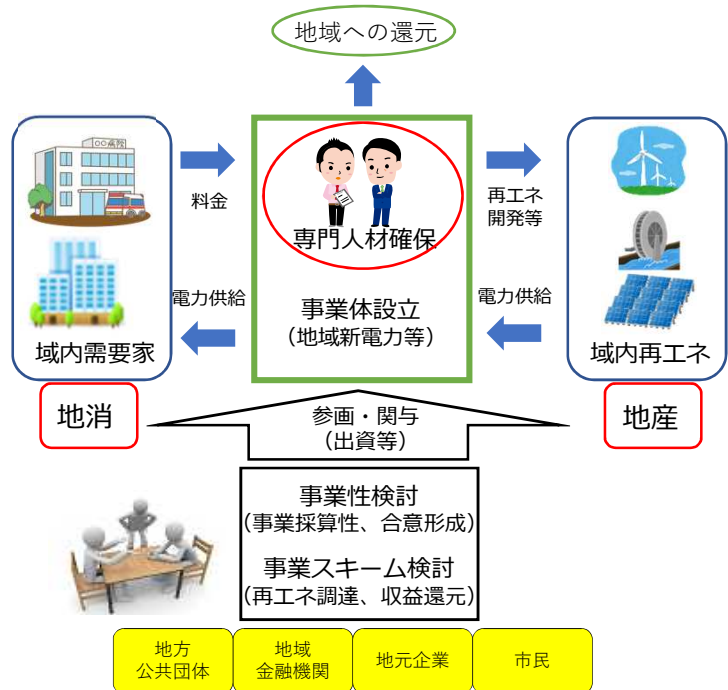 地域への還元
○○病院
料金
専門人材確保
再エネ
開発等
電力供給
事業体設立
(地域新電力等)
電力供給
域内需要家
域内再エネ
地消
参画・関与
(出資等)
地産
事業性検討
(事業採算性、合意形成)
事業スキーム検討
(再エネ調達、収益還元)
地方
公共団体
地域
金融機関
地元企業
市民